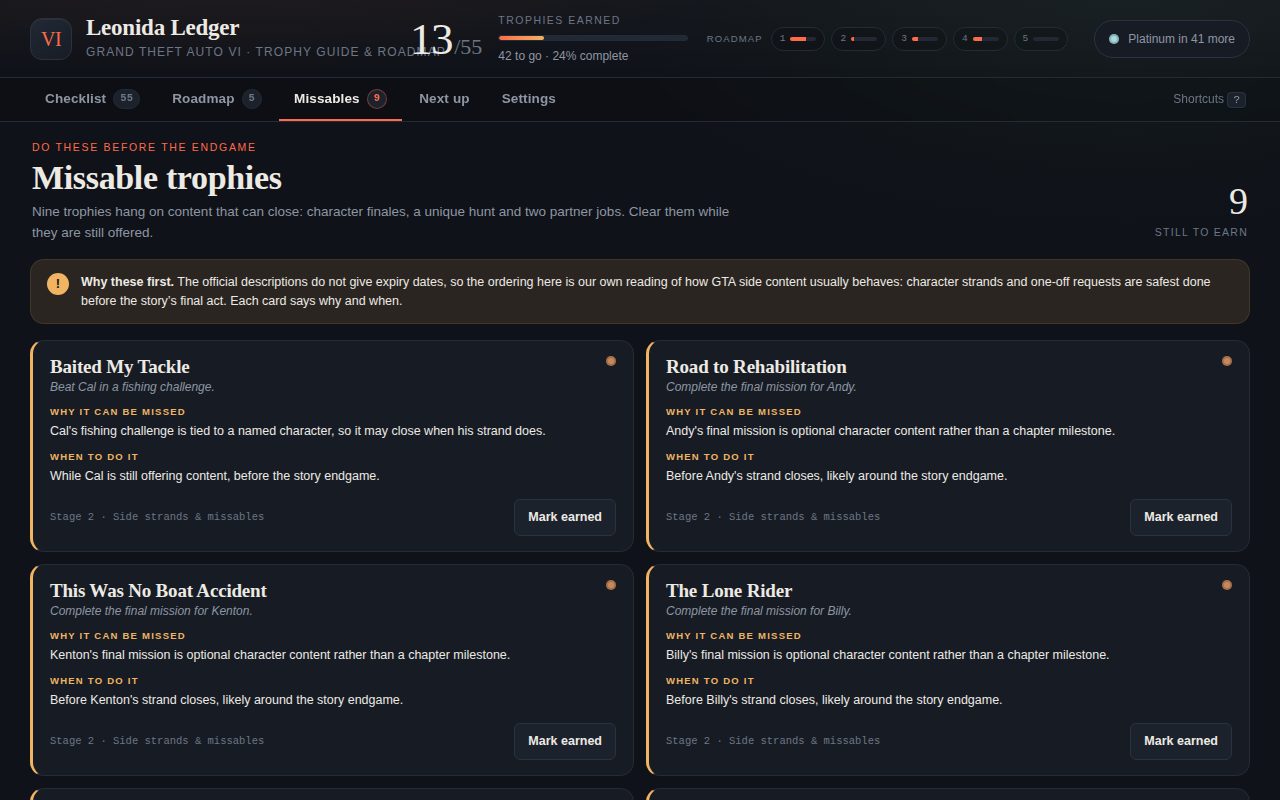 VI
Leonida Ledger
GRAND THEFT AUTO VI · TROPHY GUIDE & ROADMAP
13/55
TROPHIES EARNED
42 to go · 24% complete
ROADMAP 1 2 3 4 5
Platinum in 41 more
Checklist 55
Roadmap 5
Missables 9
Next up
Settings
Shortcuts ?
DO THESE BEFORE THE ENDGAME
Missable trophies
Nine trophies hang on content that can close: character finales, a unique hunt and two partner jobs. Clear them while
they are still offered.
9
STILL TO EARN
! Why these first. The official descriptions do not give expiry dates, so the ordering here is our own reading of how GTA side content usually behaves: character strands and one-off requests are safest done
before the story's final act. Each card says why and when.
Baited My Tackle
Beat Cal in a fishing challenge.
WHY IT CAN BE MISSED
Cal's fishing challenge is tied to a named character, so it may close when his strand does.
WHEN TO DO IT
While Cal is still offering content, before the story endgame.
Stage 2 · Side strands & missables
Mark earned
Road to Rehabilitation
Complete the final mission for Andy.
WHY IT CAN BE MISSED
Andy's final mission is optional character content rather than a chapter milestone.
WHEN TO DO IT
Before Andy's strand closes, likely around the story endgame.
Stage 2 · Side strands & missables
Mark earned
This Was No Boat Accident
Complete the final mission for Kenton.
WHY IT CAN BE MISSED
Kenton's final mission is optional character content rather than a chapter milestone.
WHEN TO DO IT
Before Kenton's strand closes, likely around the story endgame.
Stage 2 · Side strands & missables
Mark earned
The Lone Rider
Complete the final mission for Billy.
WHY IT CAN BE MISSED
Billy's final mission is optional character content rather than a chapter milestone.
WHEN TO DO IT
Before Billy's strand closes, likely around the story endgame.
Stage 2 · Side strands & missables
Mark earned